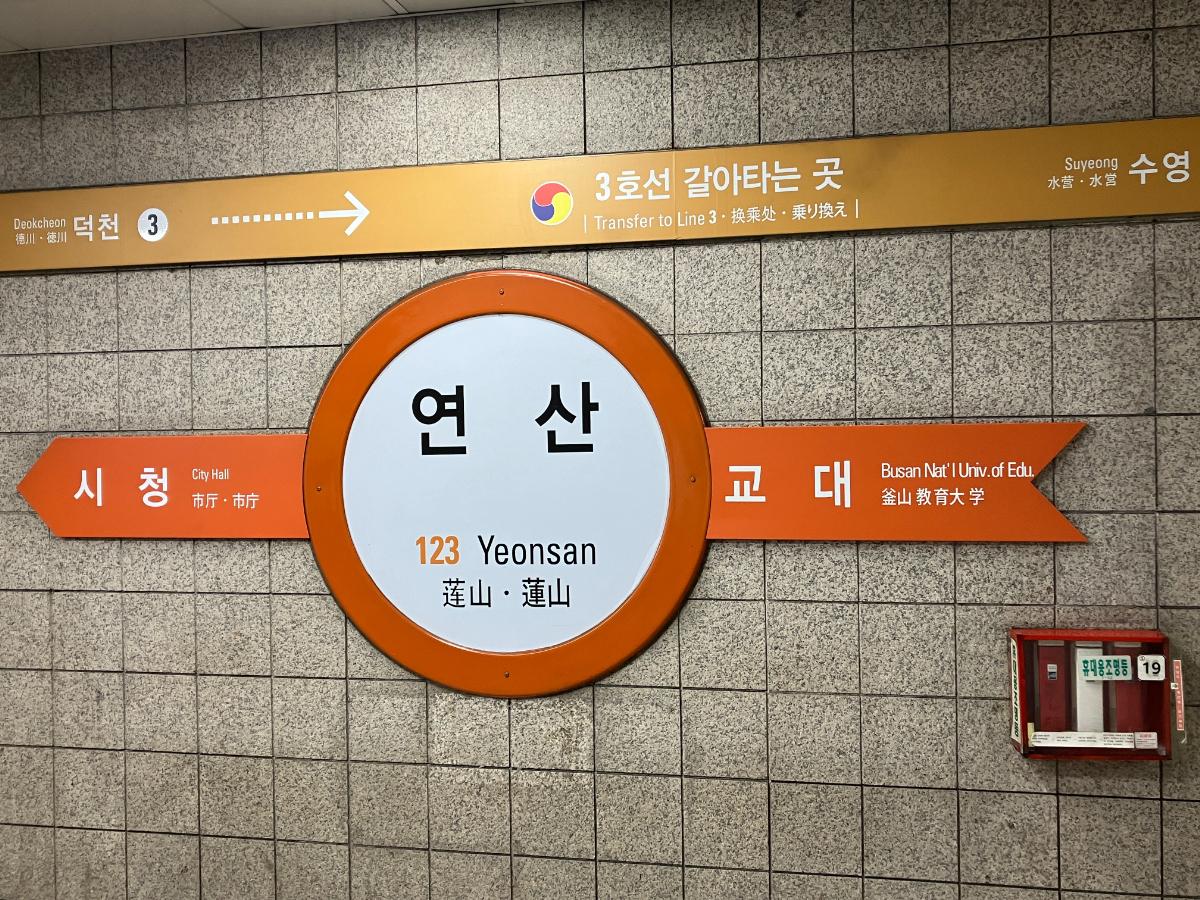 Deokcheon
德川・徳川
덕천
3
3호선 갈아타는 곳
Transfer to Line 3・换乘处・乗り換え
Suyeong
水营・水営
수영
시청
City Hall
市厅・市庁
연산
123 Yeonsan
莲山・蓮山
교대
Busan Nat'l Univ. of Edu.
釜山 教育大学
휴대용조명등
19